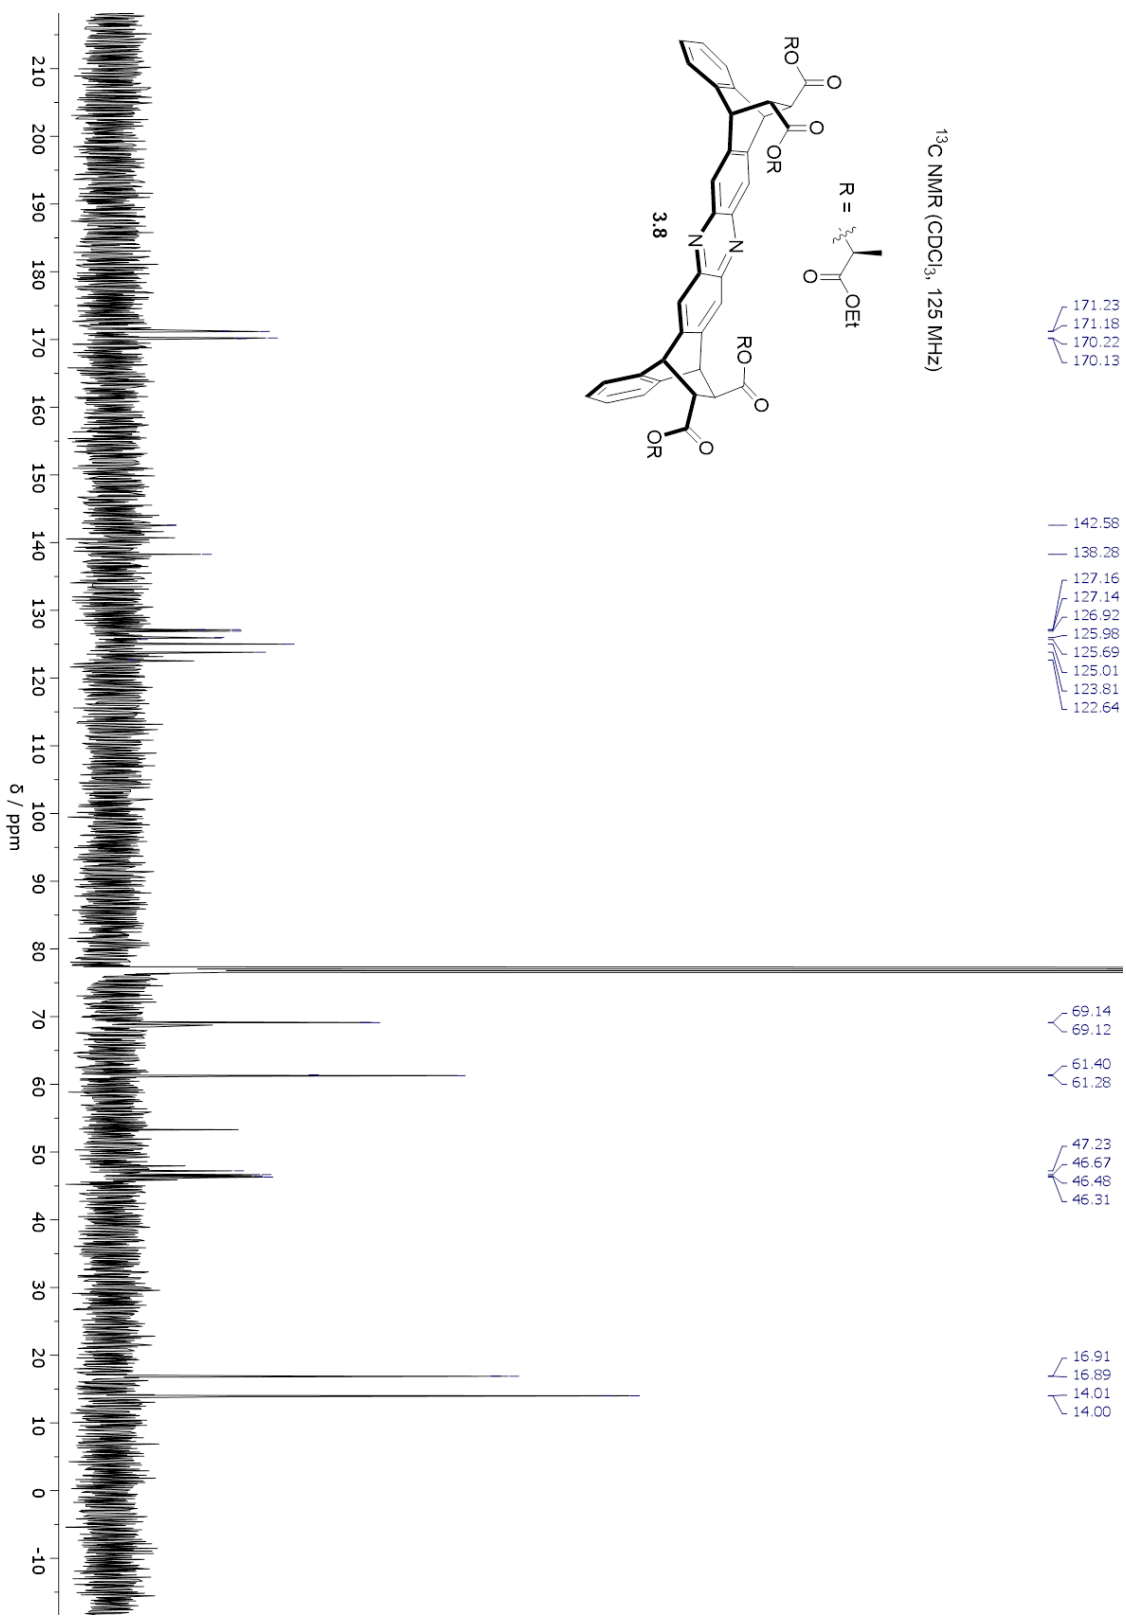 ¹³C NMR (CDCl₃, 125 MHz)
R =
OEt
O
RO
O
O
OR
N
N
3.8
RO
O
O
OR
171.23
171.18
170.22
170.13
142.58
138.28
127.16
127.14
126.92
125.98
125.69
125.01
123.81
122.64
69.14
69.12
61.40
61.28
47.23
46.67
46.48
46.31
16.91
16.89
14.01
14.00
210 200 190 180 170 160 150 140 130 120 110 100 90 80 70 60 50 40 30 20 10 0 -10
δ / ppm